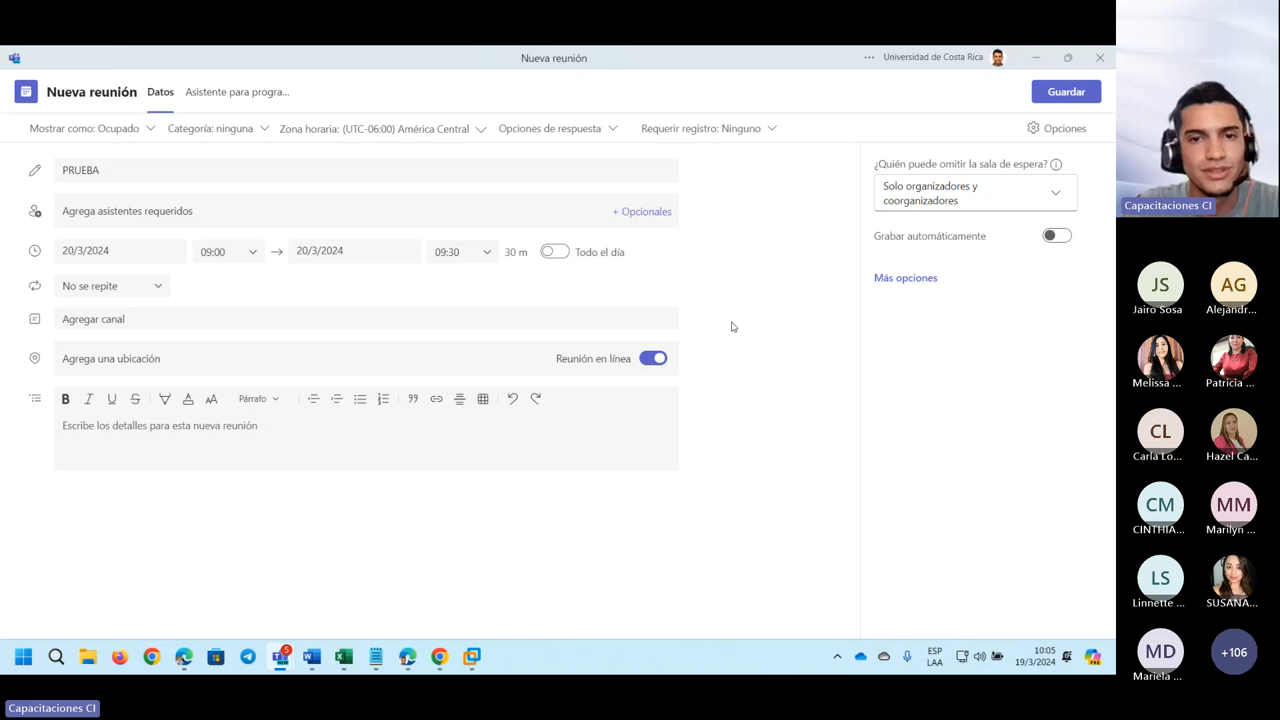 Nueva reunión
Universidad de Costa Rica
Nueva reunión
Datos
Asistente para progra...
Guardar
Mostrar como: Ocupado
Categoría: ninguna
Zona horaria: (UTC-06:00) América Central
Opciones de respuesta
Requerir registro: Ninguno
Opciones
PRUEBA
Agrega asistentes requeridos
+ Opcionales
20/3/2024
09:00
20/3/2024
09:30
30 m
Todo el día
No se repite
Agregar canal
Agrega una ubicación
Reunión en línea
B I U S
AA
Párrafo
Escribe los detalles para esta nueva reunión
¿Quién puede omitir la sala de espera?
Solo organizadores y
coorganizadores
Grabar automáticamente
Más opciones
5
ESP
LAA
10:05
19/3/2024
Capacitaciones CI
Capacitaciones CI
JS
AG
Jairo Sosa
Alejandr...
Melissa ...
Patricia ...
CL
Carla Lo...
Hazel Ca...
CM
MM
CINTHIA...
Marilyn ...
LS
Linnette ...
SUSANA...
MD
+106
Mariela ...